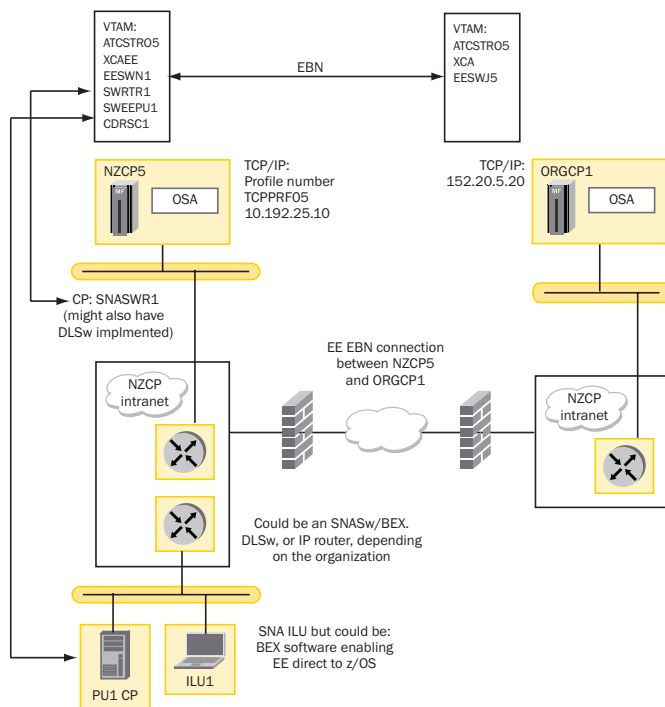 VTAM:
ATCSTRO5
XCAEE
EESWN1
SWRTR1
SWEEPU1
CDRSC1
EBN
VTAM:
ATCSTRO5
XCA
EESWJ5
NZCP5
MF
OSA
TCP/IP:
Profile number
TCPPRF05
10.192.25.10
TCP/IP:
152.20.5.20
ORGCP1
MF
OSA
CP: SNASWR1
(might also have
DLSw implmented)
EE EBN connection
between NZCP5
and ORGCP1
NZCP
intranet
NZCP
intranet
Could be an SNASw/BEX.
DLSw, or IP router, depending
on the organization
SNA ILU but could be:
BEX software enabling
EE direct to z/OS
PU1 CP
ILU1